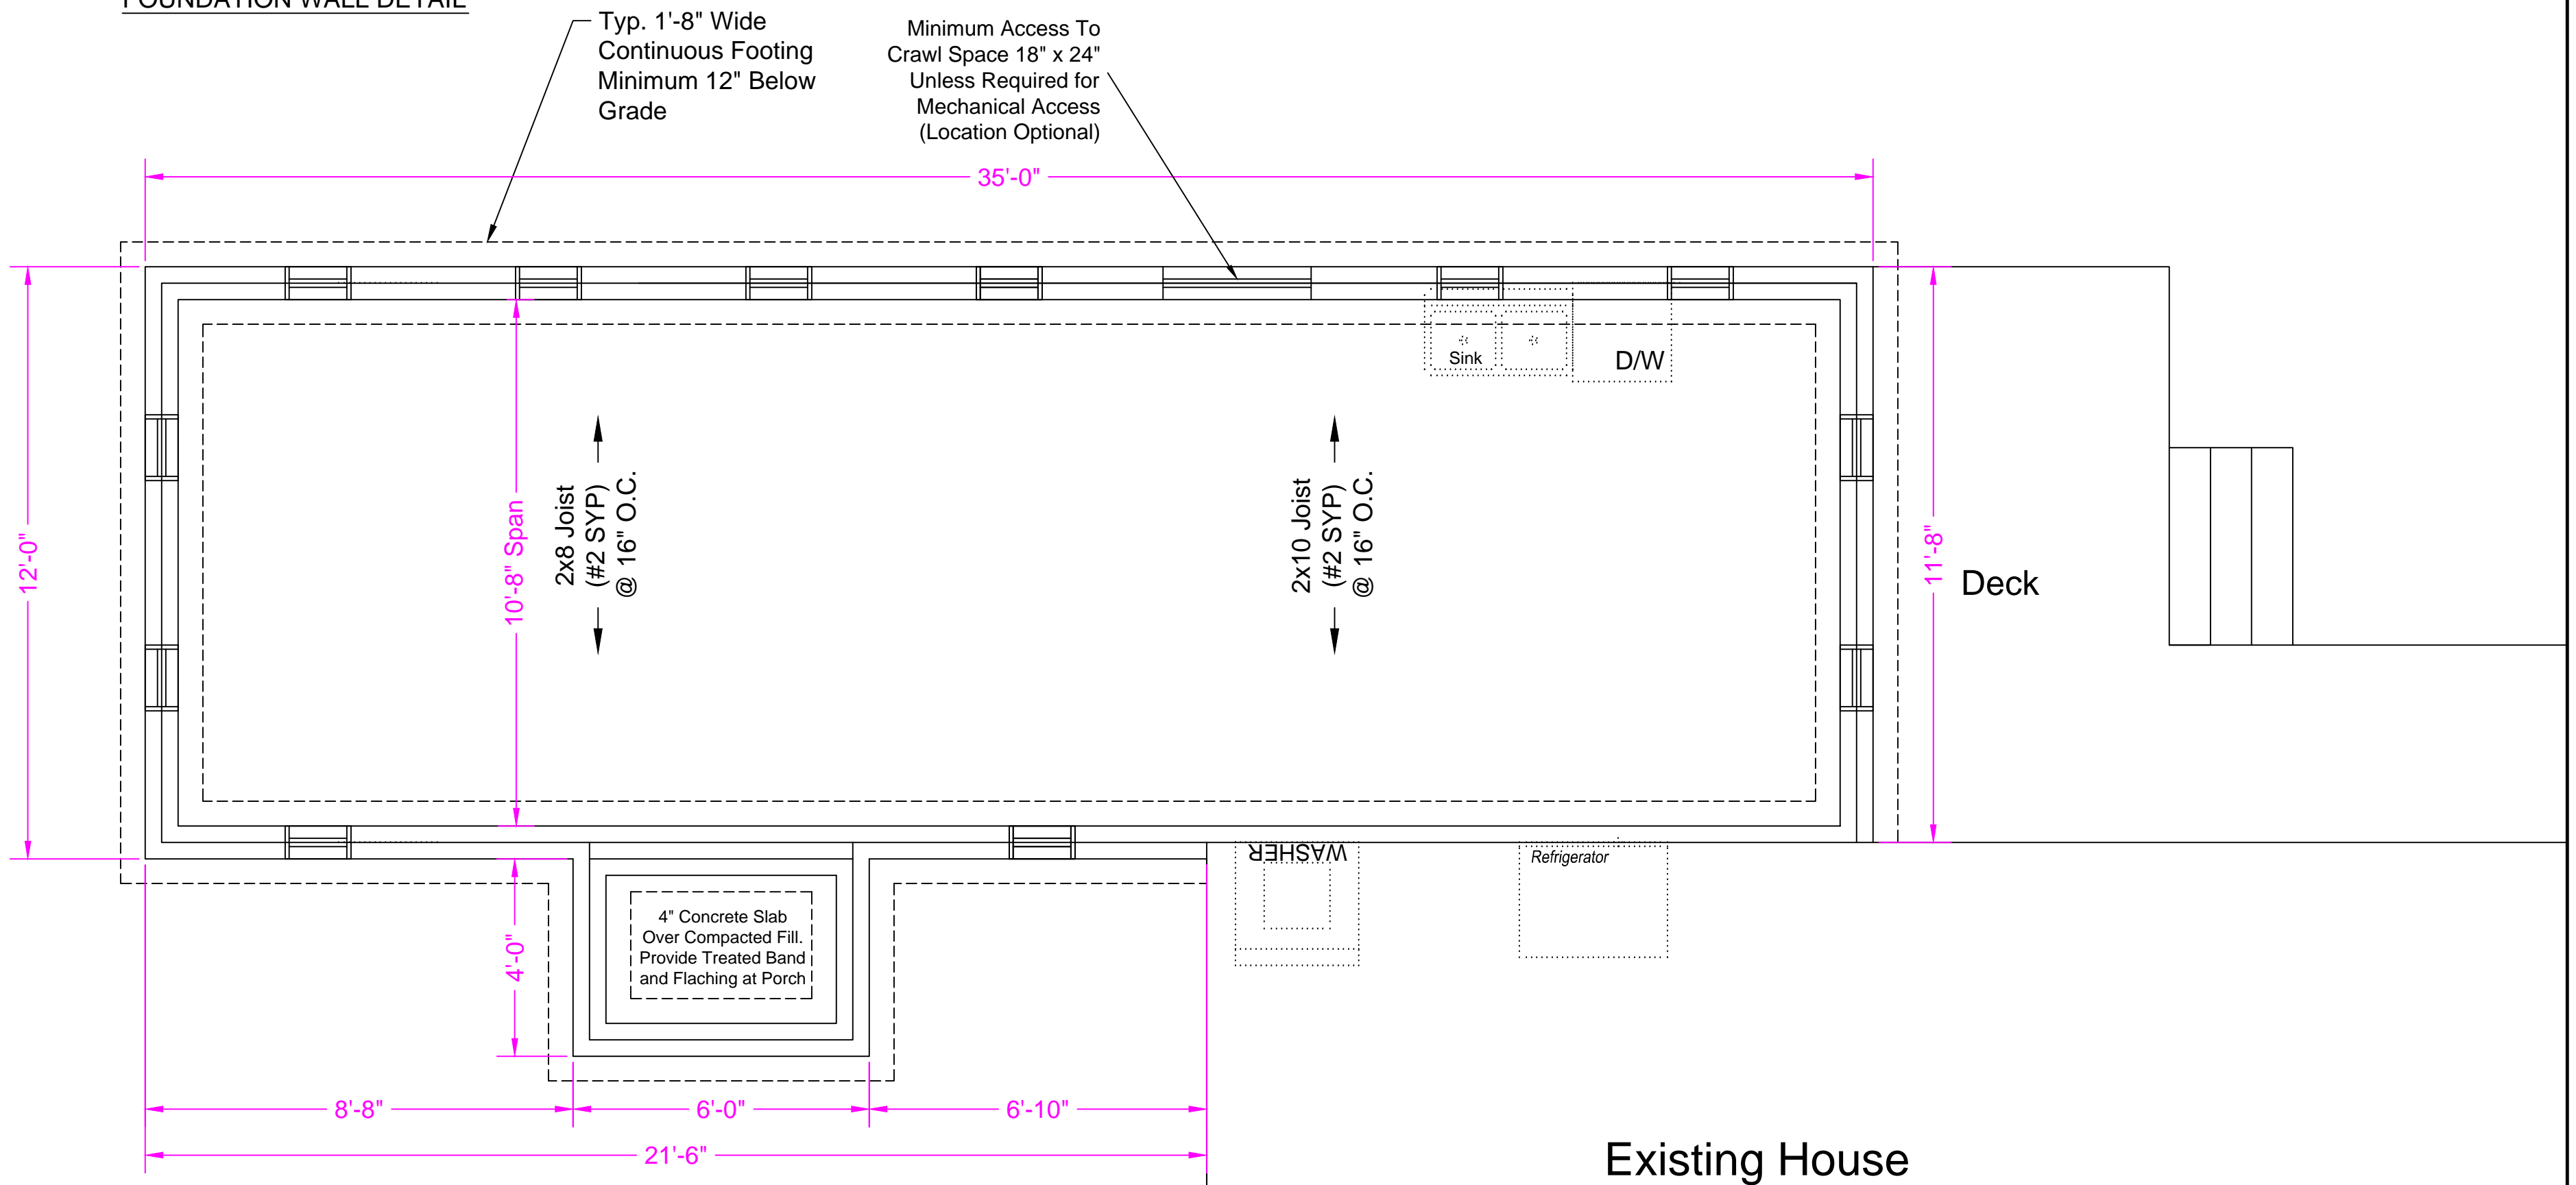 FOUNDATION WALL DETAIL
Typ. 1'-8" Wide
Continuous Footing
Minimum 12" Below
Grade
Minimum Access To
Crawl Space 18" x 24"
Unless Required for
Mechanical Access
(Location Optional)
35'-0"
Sink
D/W
12'-0"
10'-8" Span
2x8 Joist
(#2 SYP)
@ 16" O.C.
2x10 Joist
(#2 SYP)
@ 16" O.C.
11'-8"
Deck
WASHER
Refrigerator
4" Concrete Slab
Over Compacted Fill.
Provide Treated Band
and Flaching at Porch
4'-0"
8'-8"
6'-0"
6'-10"
21'-6"
Existing House